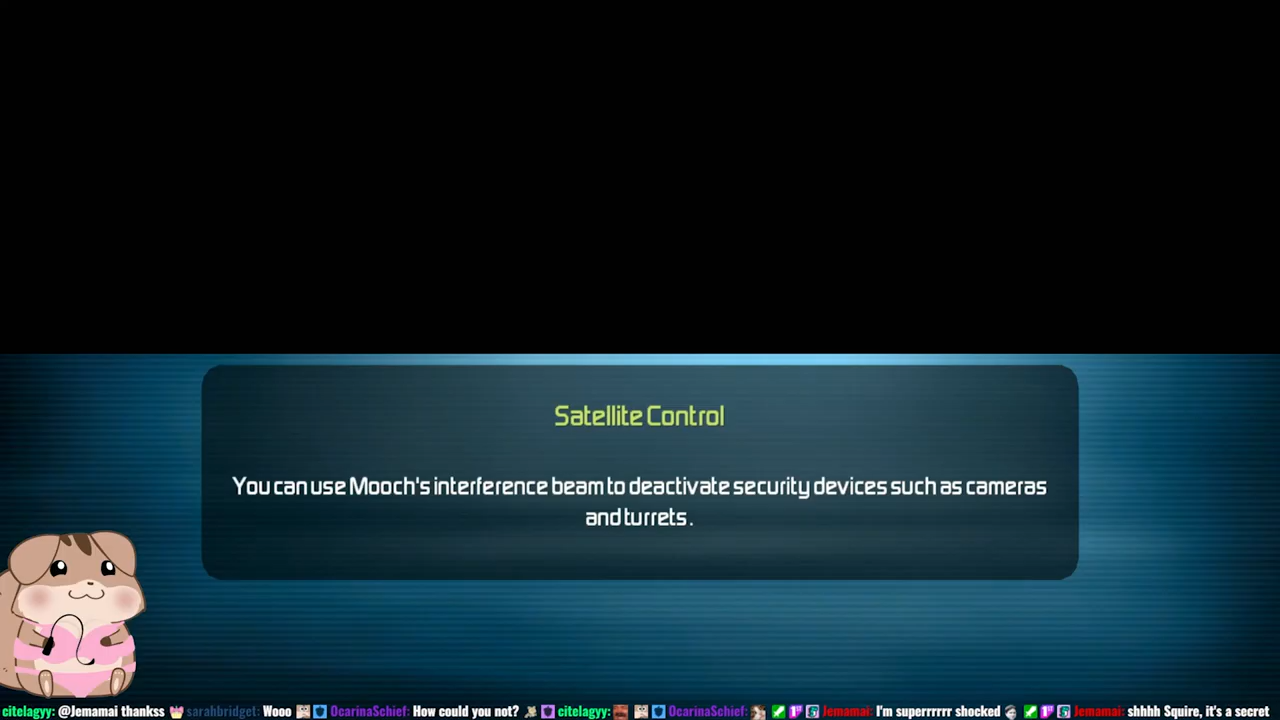 Satellite Control
You can use Mooch's interference beam to deactivate security devices such as cameras
and turrets.
citelagyy: @Jemamai thankss sarahbridget: Wooo OcarinaSchief: How could you not? citelagyy: OcarinaSchief: Jemamai: I'm superrrrrr shocked Jemamai: shhhh Squiro, it's a secret